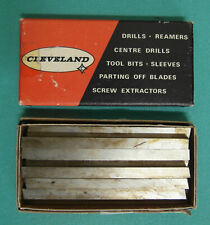 CLEVELAND
DRILLS · REAMERS
CENTRE DRILLS
TOOL BITS · SLEEVES
PARTING OFF BLADES
SCREW EXTRACTORS